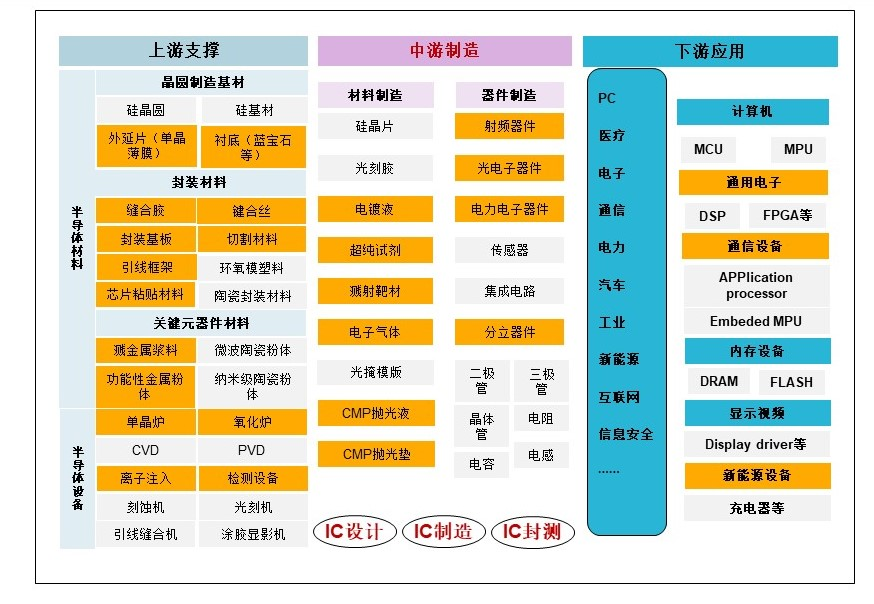 上游支撑
中游制造
下游应用
半导体材料
晶圆制造基材
硅晶圆
硅基材
外延片（单晶
薄膜）
衬底（蓝宝石
等）
封装材料
缝合胶
键合丝
封装基板
切割材料
引线框架
环氧模塑料
芯片粘贴材料
陶瓷封装材料
关键元器件材料
溅金属浆料
微波陶瓷粉体
功能性金属粉
体
纳米级陶瓷粉
体
半导体设备
单晶炉
氧化炉
CVD
PVD
离子注入
检测设备
刻蚀机
光刻机
引线缝合机
涂胶显影机
材料制造
硅晶片
光刻胶
电镀液
超纯试剂
溅射靶材
电子气体
光掩模版
CMP抛光液
CMP抛光垫
器件制造
射频器件
光电子器件
电力电子器件
传感器
集成电路
分立器件
二极
管
三极
管
晶体
管
电阻
电容
电感
IC设计
IC制造
IC封测
PC
医疗
电子
通信
电力
汽车
工业
新能源
互联网
信息安全
······
计算机
MCU
MPU
通用电子
DSP
FPGA等
通信设备
APPlication
processor
Embeded MPU
内存设备
DRAM
FLASH
显示视频
Display driver等
新能源设备
充电器等